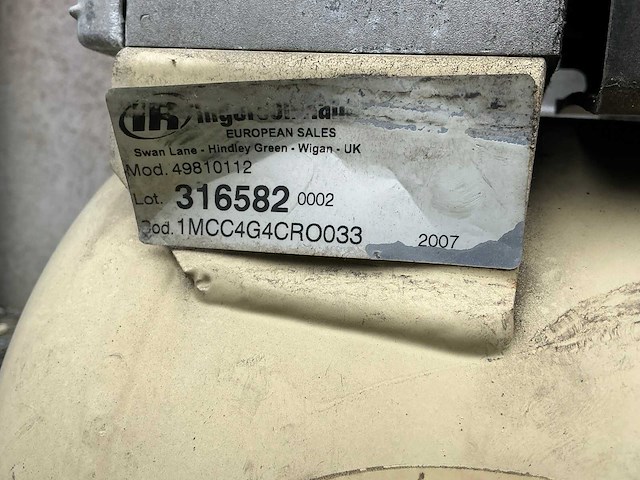 IR Ingersoll-Rand
EUROPEAN SALES
Swan Lane - Hindley Green - Wigan - UK
Mod. 49810112
Lot. 316582 0002
Cod. 1MCC4G4CRO033 2007